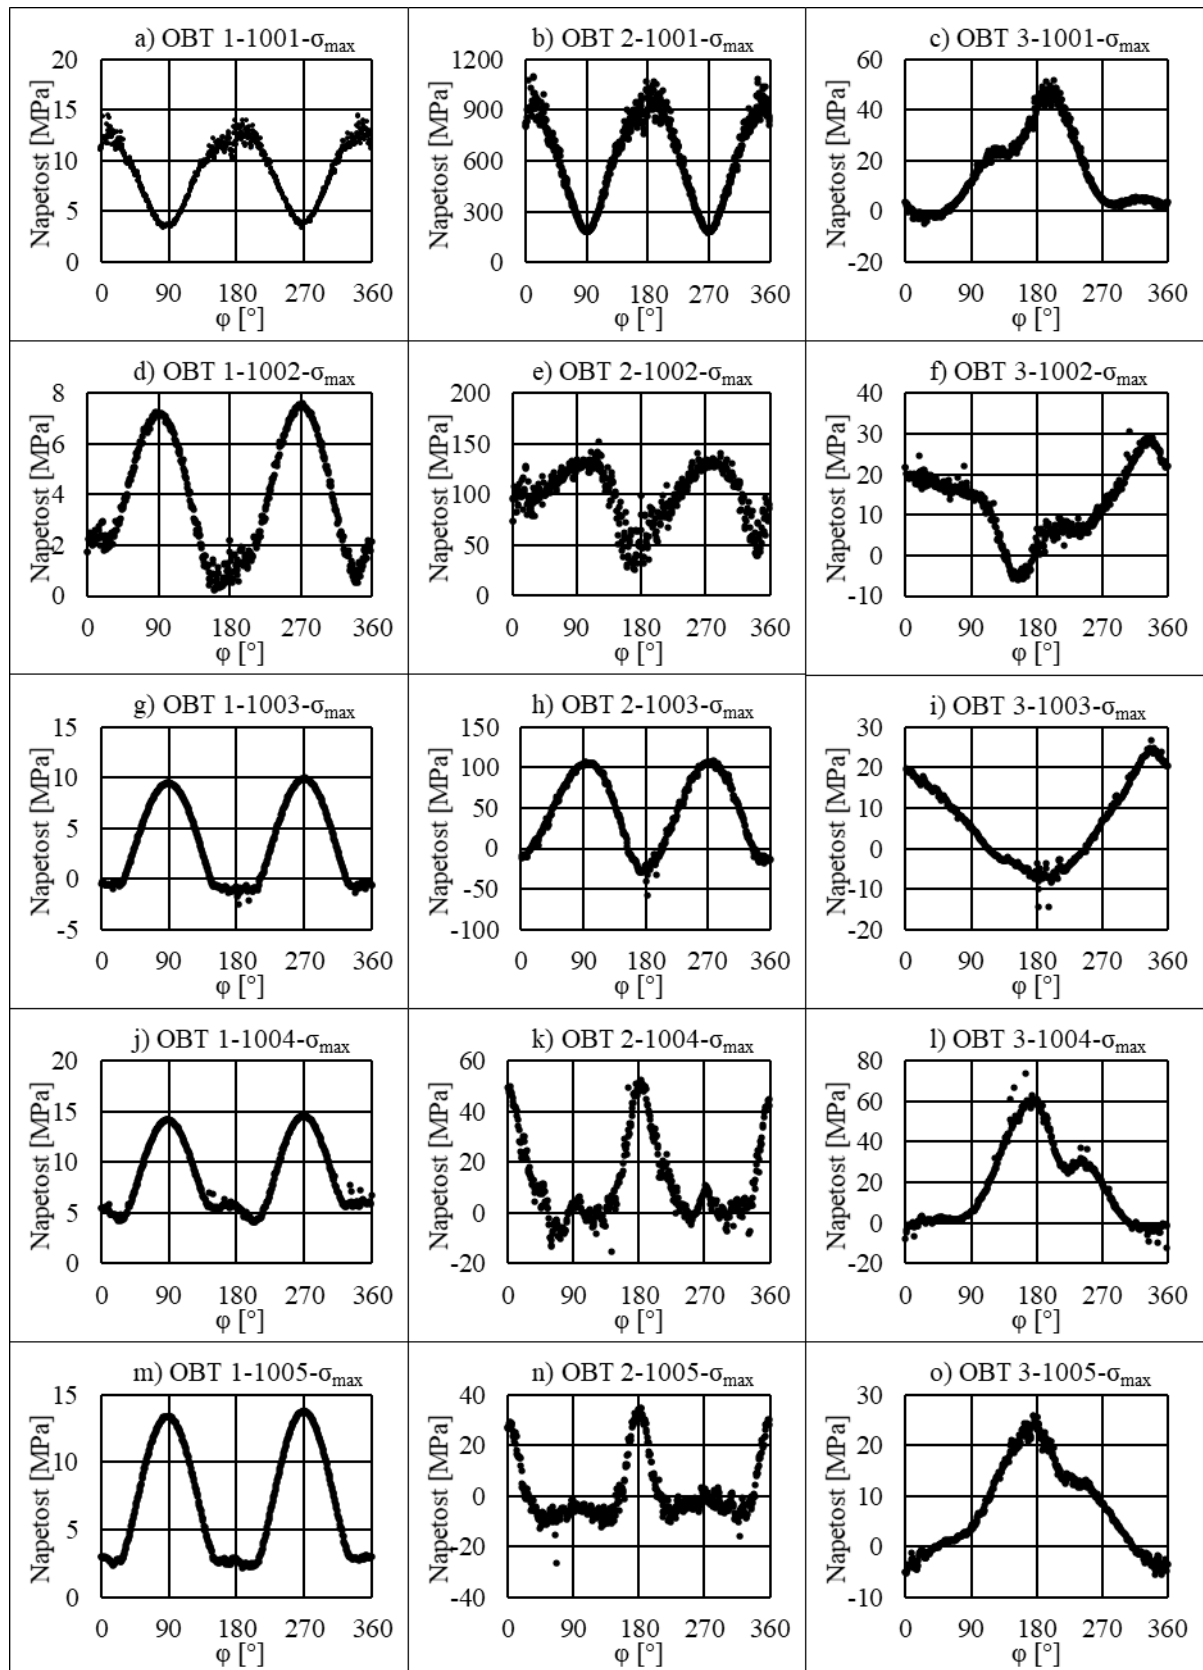 a) OBT 1-1001-σmax
Napetost [MPa]
20
15
10
5
0
0 90 180 270 360
φ [°]
b) OBT 2-1001-σmax
Napetost [MPa]
1200
900
600
300
0
0 90 180 270 360
φ [°]
c) OBT 3-1001-σmax
Napetost [MPa]
60
40
20
0
-20
0 90 180 270 360
φ [°]
d) OBT 1-1002-σmax
Napetost [MPa]
8
6
4
2
0
0 90 180 270 360
φ [°]
e) OBT 2-1002-σmax
Napetost [MPa]
200
150
100
50
0
0 90 180 270 360
φ [°]
f) OBT 3-1002-σmax
Napetost [MPa]
40
30
20
10
0
-10
0 90 180 270 360
φ [°]
g) OBT 1-1003-σmax
Napetost [MPa]
15
10
5
0
-5
0 90 180 270 360
φ [°]
h) OBT 2-1003-σmax
Napetost [MPa]
150
100
50
0
-50
-100
0 90 180 270 360
φ [°]
i) OBT 3-1003-σmax
Napetost [MPa]
30
20
10
0
-10
-20
0 90 180 270 360
φ [°]
j) OBT 1-1004-σmax
Napetost [MPa]
20
15
10
5
0
0 90 180 270 360
φ [°]
k) OBT 2-1004-σmax
Napetost [MPa]
60
40
20
0
-20
0 90 180 270 360
φ [°]
l) OBT 3-1004-σmax
Napetost [MPa]
80
60
40
20
0
-20
0 90 180 270 360
φ [°]
m) OBT 1-1005-σmax
Napetost [MPa]
15
10
5
0
0 90 180 270 360
φ [°]
n) OBT 2-1005-σmax
Napetost [MPa]
40
20
0
-20
-40
0 90 180 270 360
φ [°]
o) OBT 3-1005-σmax
Napetost [MPa]
30
20
10
0
-10
0 90 180 270 360
φ [°]